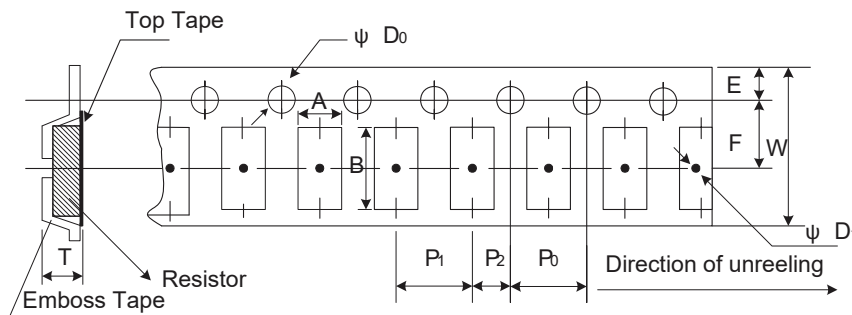 Top Tape
ψ D0
A
B
E
F
W
T
Resistor
Emboss Tape
P1
P2
P0
Direction of unreeling
ψ D